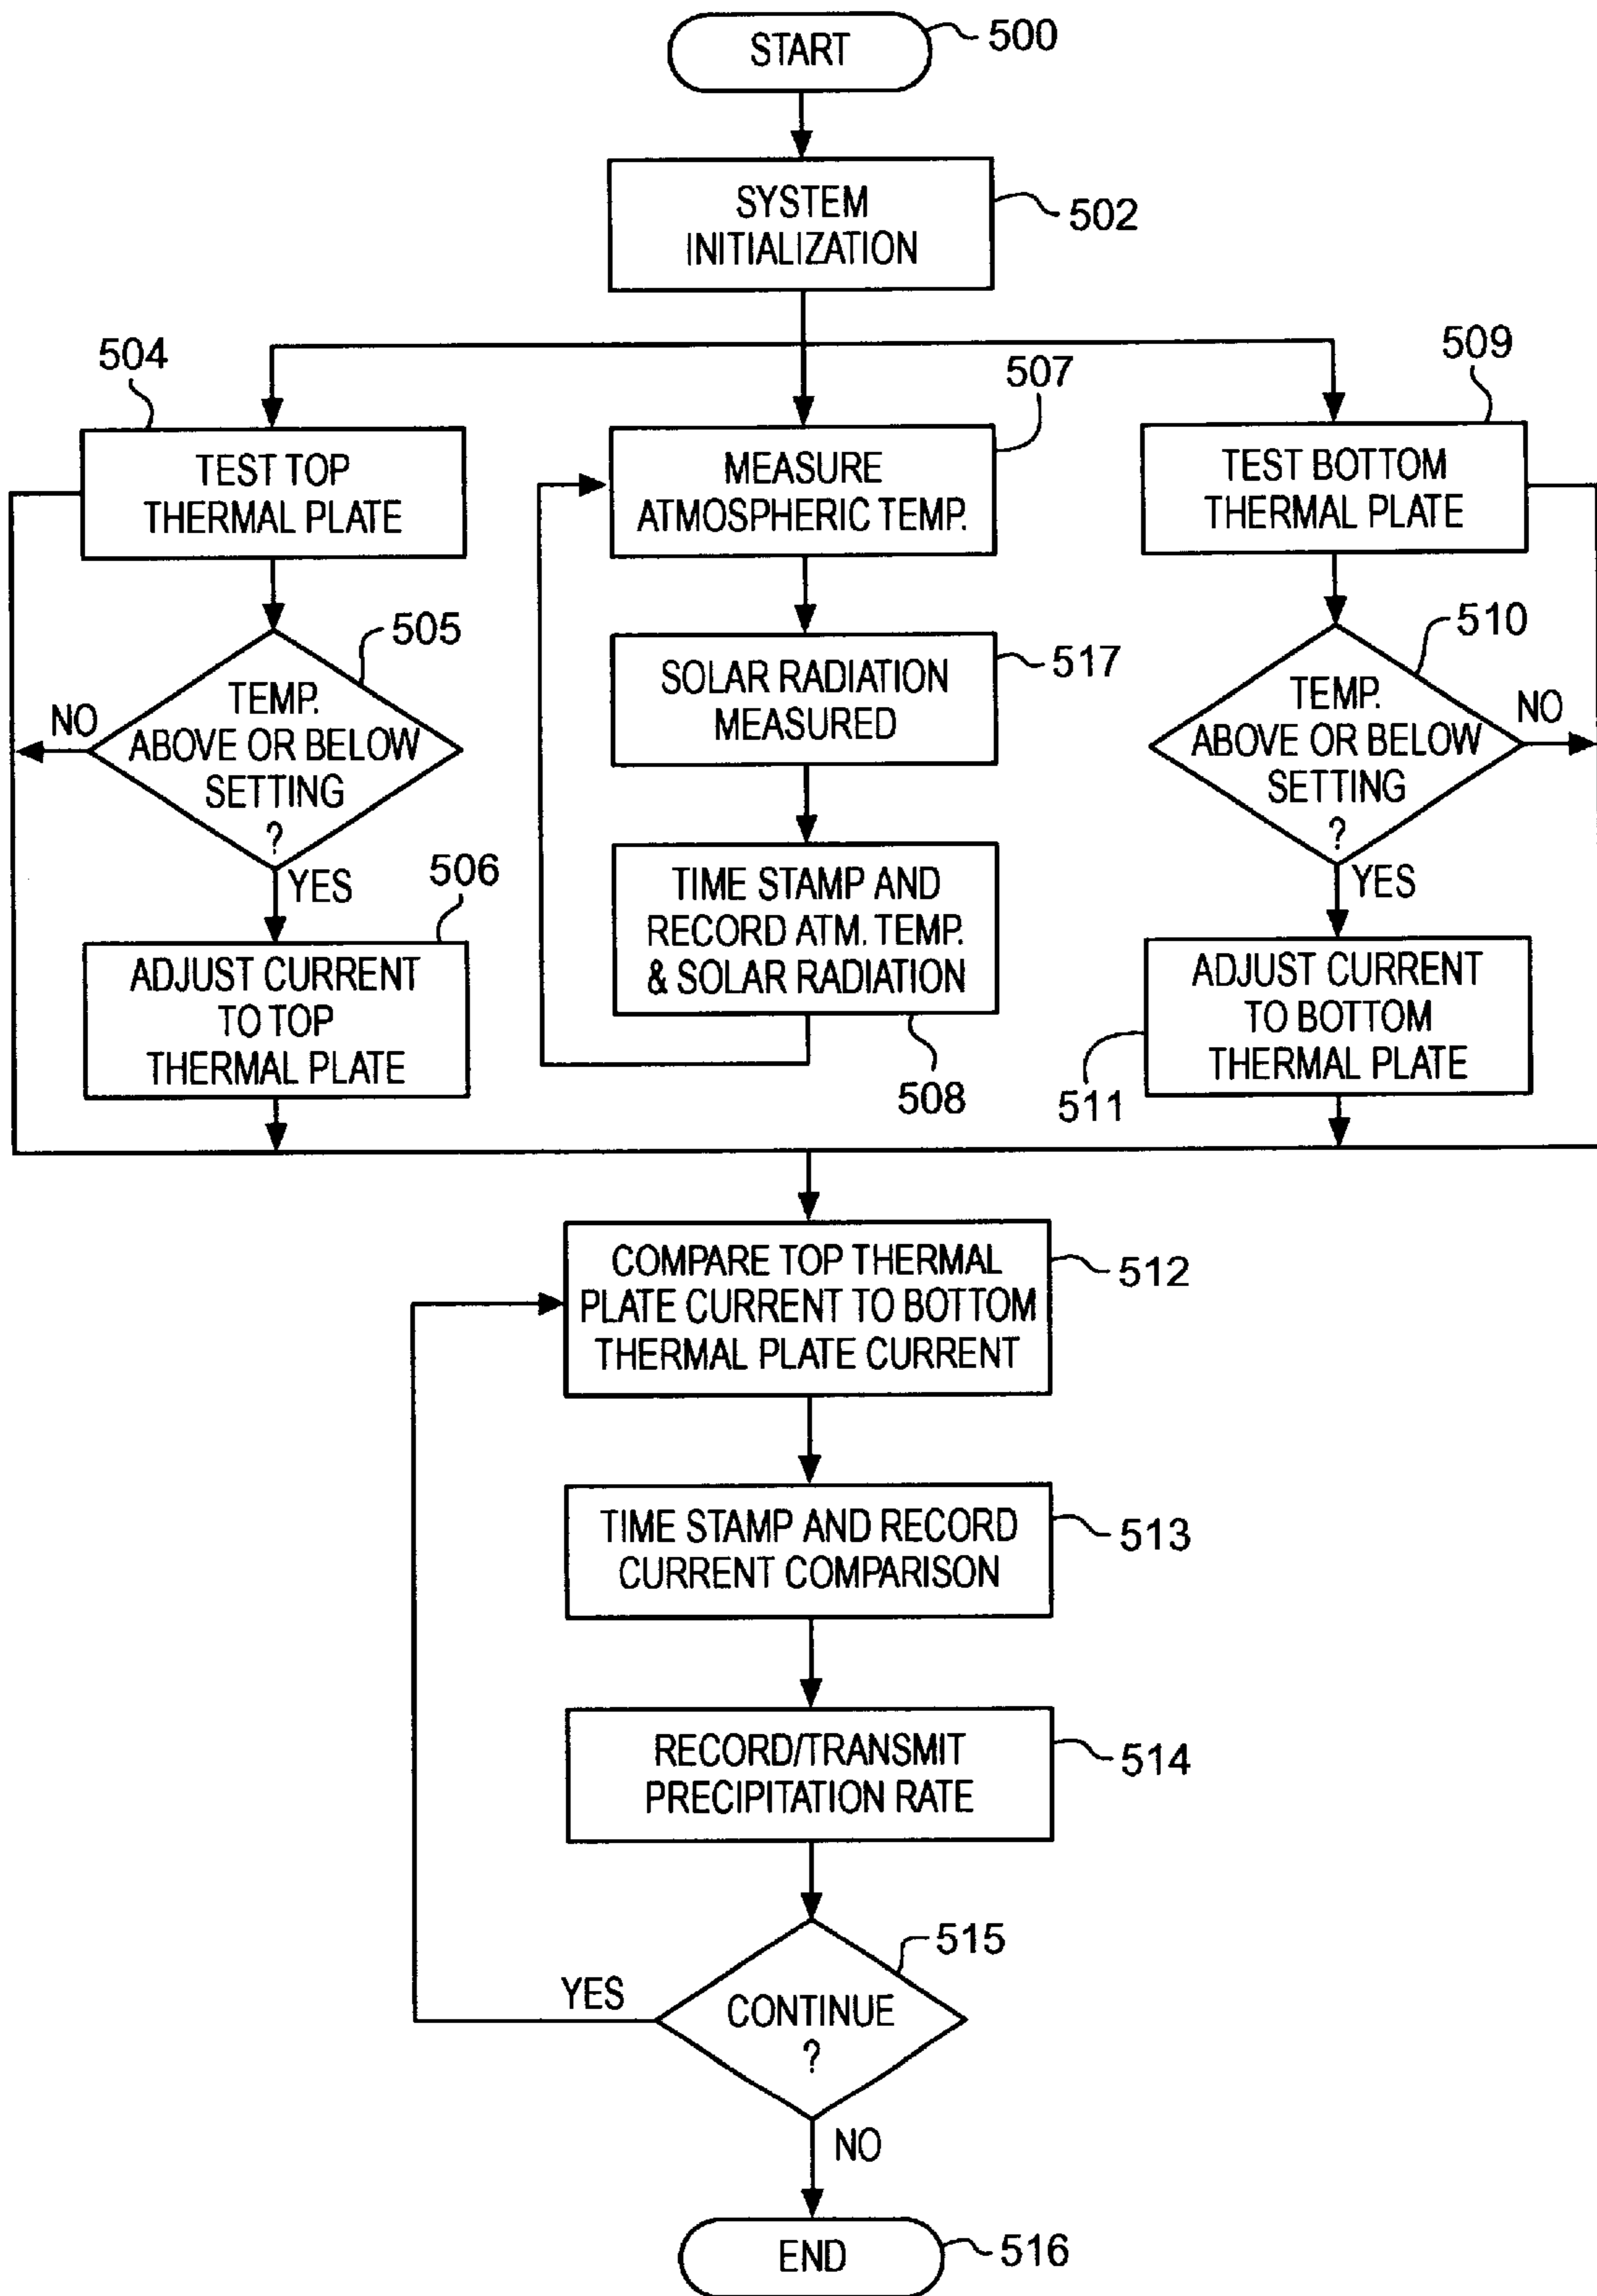 START
500
SYSTEM
INITIALIZATION
502
504
TEST TOP
THERMAL PLATE
505
TEMP.
ABOVE OR BELOW
SETTING
?
NO
YES
506
ADJUST CURRENT
TO TOP
THERMAL PLATE
507
MEASURE
ATMOSPHERIC TEMP.
517
SOLAR RADIATION
MEASURED
TIME STAMP AND
RECORD ATM. TEMP.
& SOLAR RADIATION
508
509
TEST BOTTOM
THERMAL PLATE
510
TEMP.
ABOVE OR BELOW
SETTING
?
NO
YES
ADJUST CURRENT
TO BOTTOM
THERMAL PLATE
511
COMPARE TOP THERMAL
PLATE CURRENT TO BOTTOM
THERMAL PLATE CURRENT
512
TIME STAMP AND RECORD
CURRENT COMPARISON
513
RECORD/TRANSMIT
PRECIPITATION RATE
514
515
CONTINUE
?
YES
NO
END
516